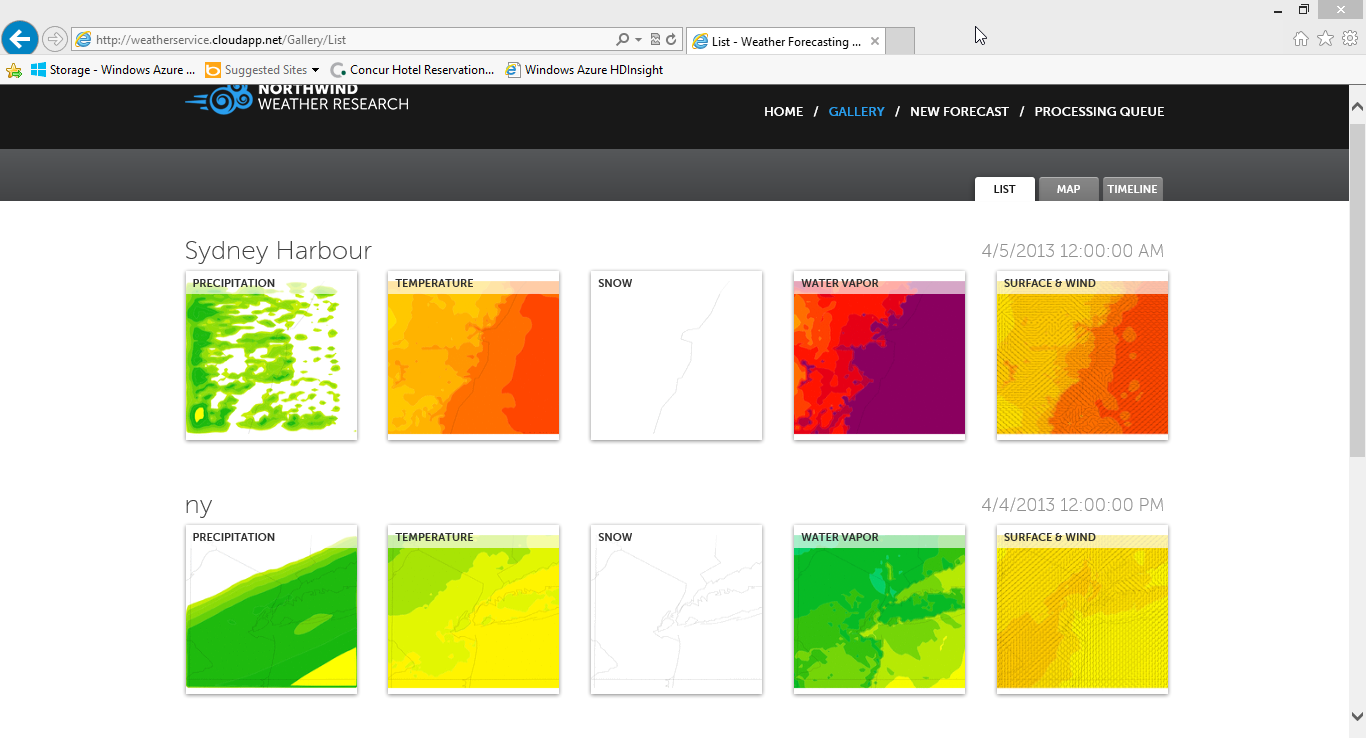 http://weatherservice.cloudapp.net/Gallery/List
List - Weather Forecasting ...
Storage - Windows Azure ...
Suggested Sites
Concur Hotel Reservation...
Windows Azure HDInsight
NORTHWIND
WEATHER RESEARCH
HOME / GALLERY / NEW FORECAST / PROCESSING QUEUE
LIST MAP TIMELINE
Sydney Harbour 4/5/2013 12:00:00 AM
PRECIPITATION TEMPERATURE SNOW WATER VAPOR SURFACE & WIND
ny 4/4/2013 12:00:00 PM
PRECIPITATION TEMPERATURE SNOW WATER VAPOR SURFACE & WIND